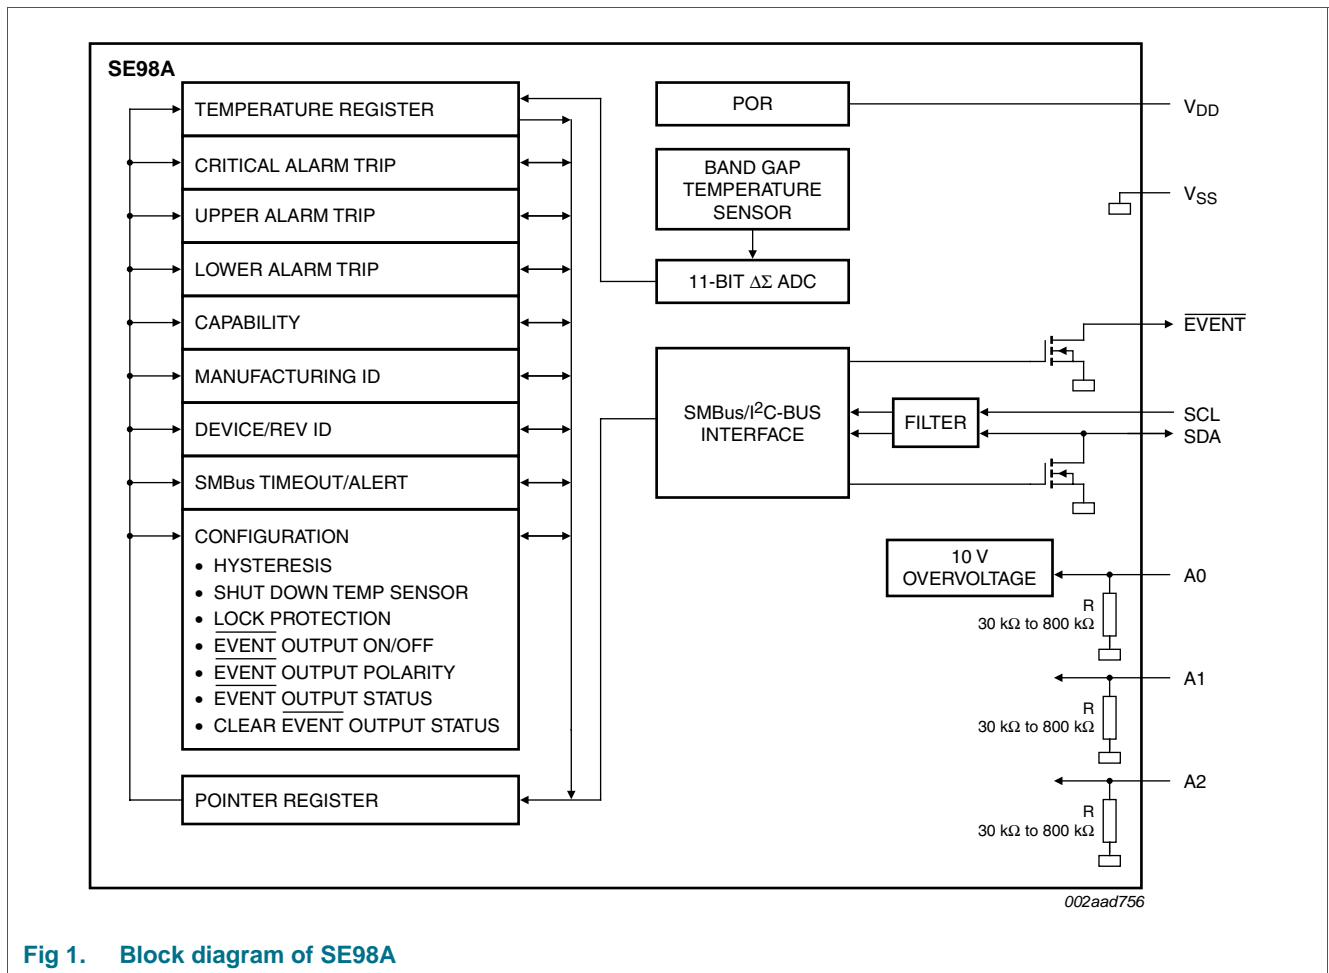 SE98A
TEMPERATURE REGISTER
CRITICAL ALARM TRIP
UPPER ALARM TRIP
LOWER ALARM TRIP
CAPABILITY
MANUFACTURING ID
DEVICE/REV ID
SMBus TIMEOUT/ALERT
CONFIGURATION
• HYSTERESIS
• SHUT DOWN TEMP SENSOR
• LOCK PROTECTION
• EVENT OUTPUT ON/OFF
• EVENT OUTPUT POLARITY
• EVENT OUTPUT STATUS
• CLEAR EVENT OUTPUT STATUS
POINTER REGISTER
POR
BAND GAP
TEMPERATURE
SENSOR
11-BIT ΔΣ ADC
SMBus/I²C-BUS
INTERFACE
FILTER
10 V
OVERVOLTAGE
R
30 kΩ to 800 kΩ
R
30 kΩ to 800 kΩ
R
30 kΩ to 800 kΩ
VDD
VSS
EVENT
SCL
SDA
A0
A1
A2
002aad756
Fig 1. Block diagram of SE98A